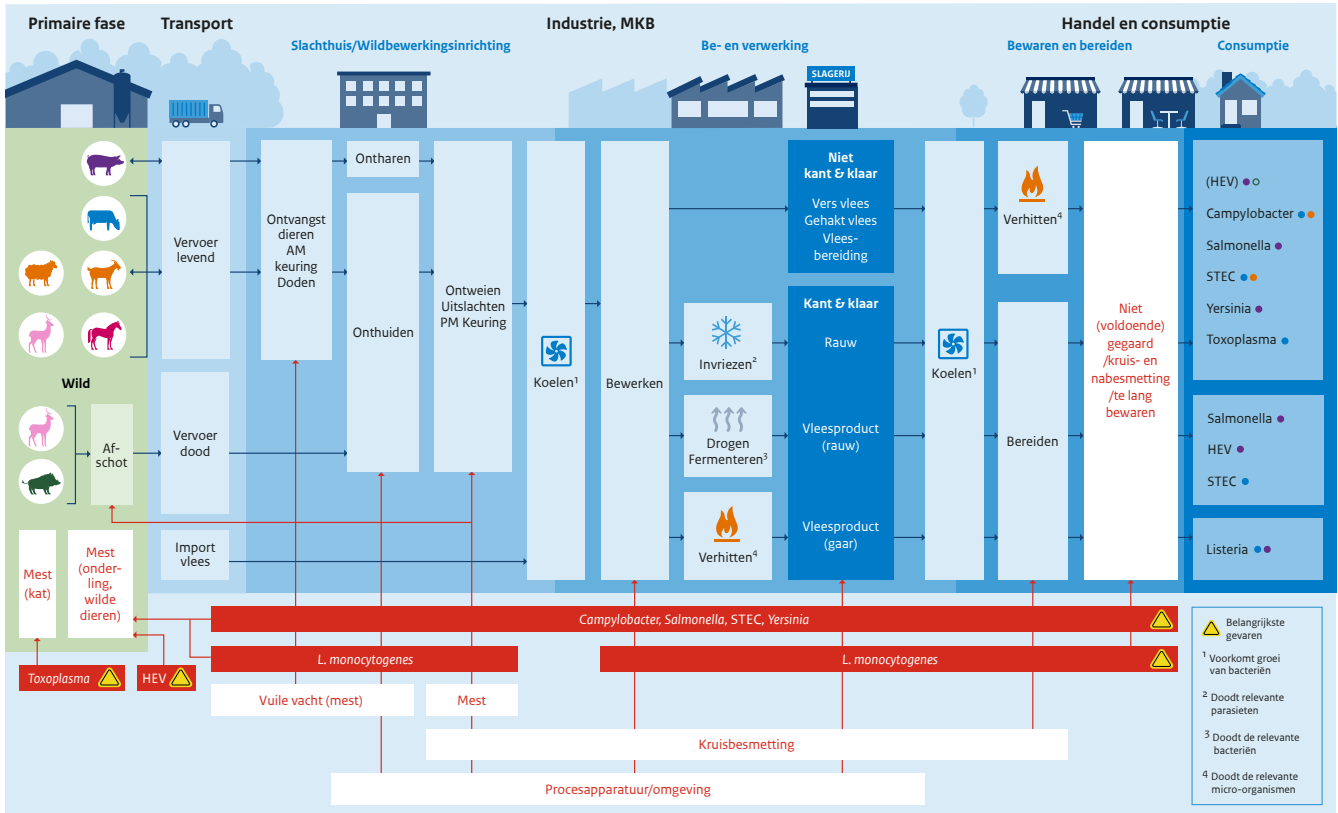 Primaire fase
Transport
Industrie, MKB
Handel en consumptie
Slachthuis/Wildbewerkingsinrichting
Be- en verwerking
Bewaren en bereiden
Consumptie
SLAGERIJ
Wild
Af-
schot
Mest
(kat)
Mest
(onder-
ling,
wilde
dieren)
Vervoer
levend
Vervoer
dood
Import
vlees
Ontvangst
dieren
AM
keuring
Doden
Ontharen
Onthuiden
Ontweien
Uitslachten
PM Keuring
Koelen¹
Bewerken
Invriezen²
Drogen
Fermenteren³
Verhitten⁴
Niet
kant & klaar
Vers vlees
Gehakt vlees
Vlees-
bereiding
Kant & klaar
Rauw
Vleesproduct
(rauw)
Vleesproduct
(gaar)
Koelen¹
Verhitten⁴
Bereiden
Niet
(voldoende)
gegaard
/kruis- en
nabesmetting
/te lang
bewaren
(HEV)
Campylobacter
Salmonella
STEC
Yersinia
Toxoplasma
Salmonella
HEV
STEC
Listeria
Campylobacter, Salmonella, STEC, Yersinia
L. monocytogenes
L. monocytogenes
Toxoplasma
HEV
Vuile vacht (mest)
Mest
Kruisbesmetting
Procesapparatuur/omgeving
Belangrijkste
gevaren
¹ Voorkomt groei
van bacteriën
² Doodt relevante
parasieten
³ Doodt de relevante
bacteriën
⁴ Doodt de relevante
micro-organismen